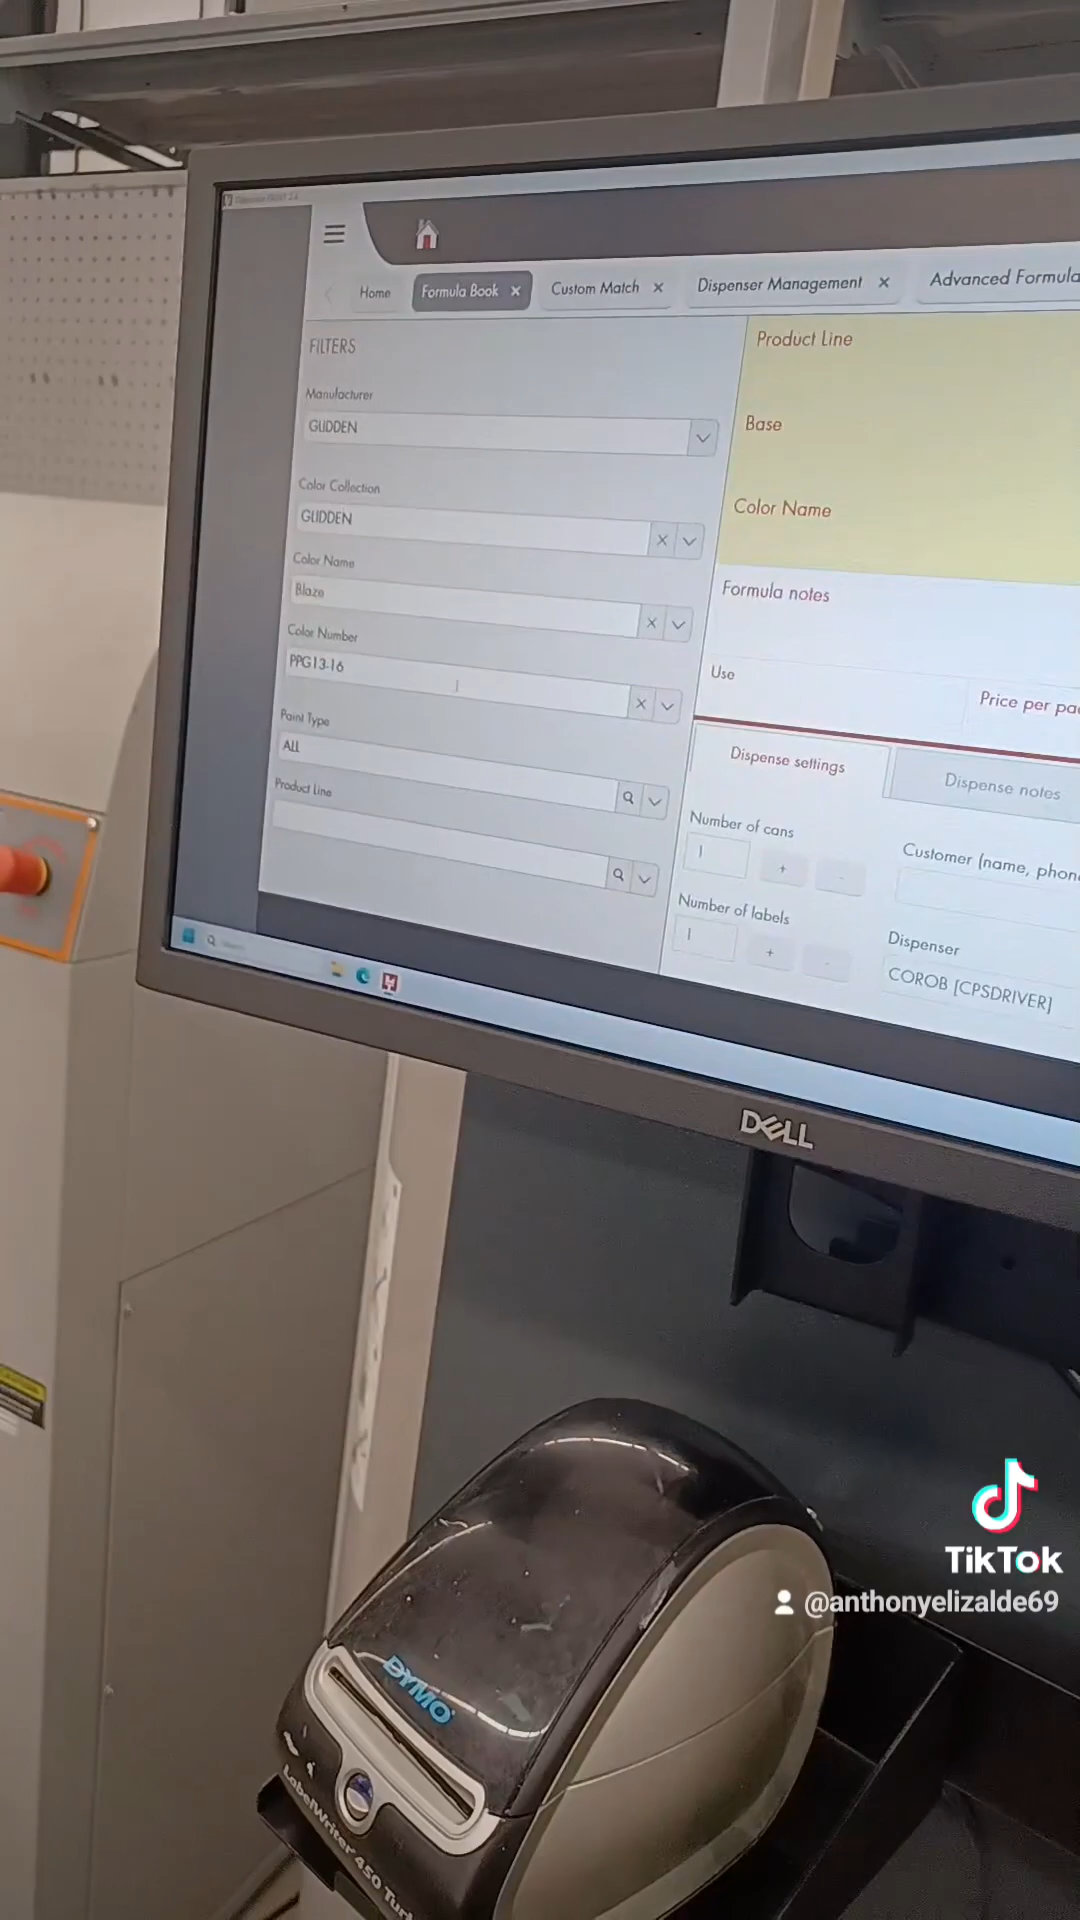 Home
Formula Book ×
Custom Match ×
Dispenser Management ×
Advanced Formula
FILTERS
Manufacturer
GLIDDEN
Color Collection
GLIDDEN
Color Name
Blaze
Color Number
PPG13-16
Paint Type
ALL
Product Line
Product Line
Base
Color Name
Formula notes
Use
Price per pa
Dispense settings
Dispense notes
Number of cans
1
+
-
Customer (name, phon
Number of labels
1
+
-
Dispenser
COROB [CPSDRIVER]
DELL
DYMO
LabelWriter 450 Tur
TikTok
@anthonyelizalde69